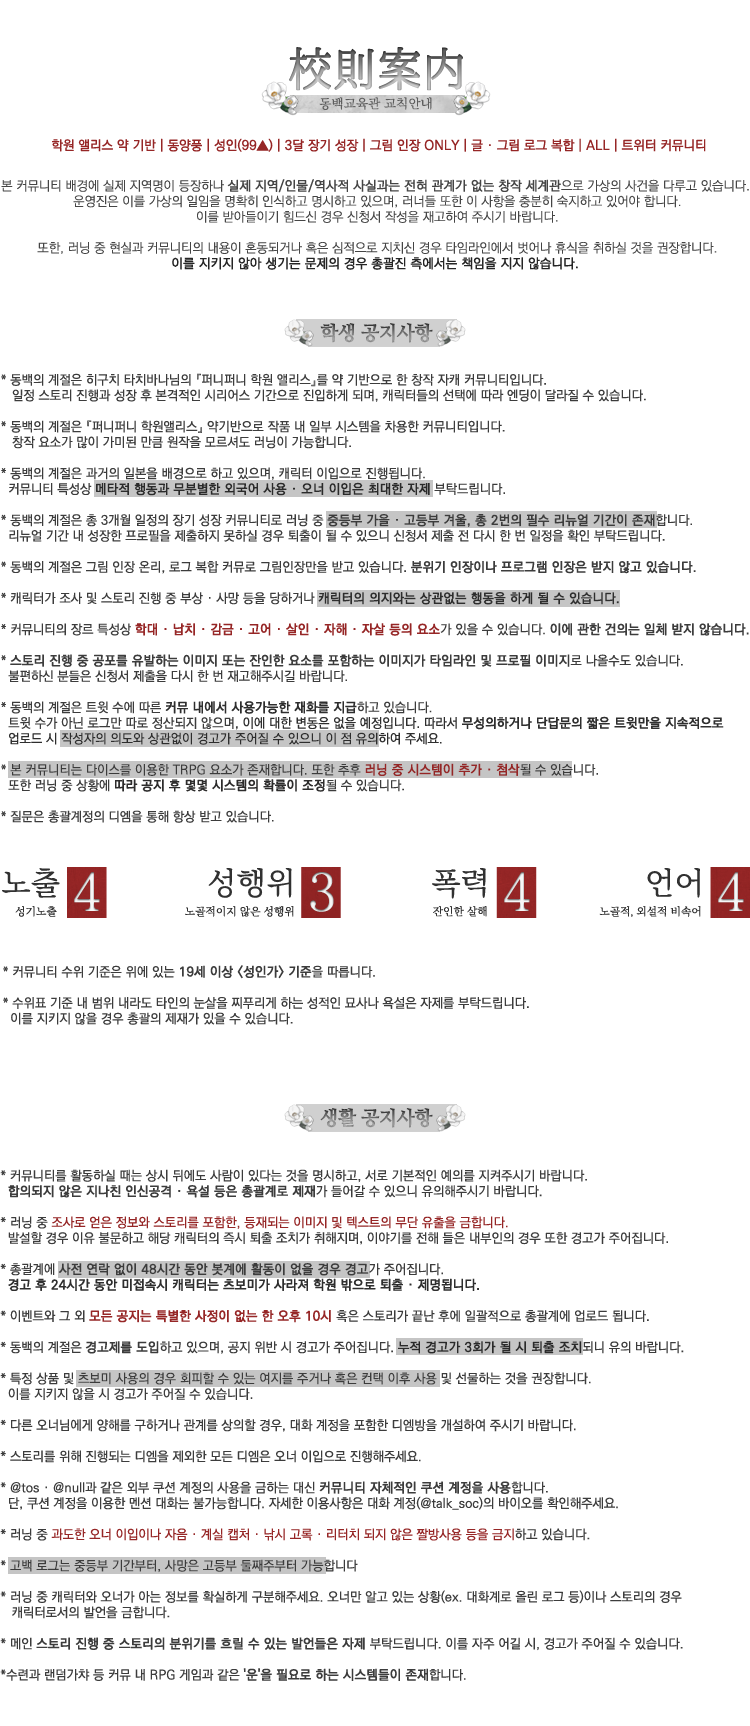 校則案內
동백교육관 교칙안내
학원 앨리스 약 기반 | 동양풍 | 성인(99▲) | 3달 장기 성장 | 그림 인장 ONLY | 글 · 그림 로그 복합 | ALL | 트위터 커뮤니티
본 커뮤니티 배경에 실제 지역명이 등장하나 실제 지역/인물/역사적 사실과는 전혀 관계가 없는 창작 세계관으로 가상의 사건을 다루고 있습니다.
운영진은 이를 가상의 일임을 명확히 인식하고 명시하고 있으며, 러너들 또한 이 사항을 충분히 숙지하고 있어야 합니다.
이를 받아들이기 힘드신 경우 신청서 작성을 재고하여 주시기 바랍니다.
또한, 러닝 중 현실과 커뮤니티의 내용이 혼동되거나 혹은 심적으로 지치신 경우 타임라인에서 벗어나 휴식을 취하실 것을 권장합니다.
이를 지키지 않아 생기는 문제의 경우 총괄진 측에서는 책임을 지지 않습니다.
학생 공지사항
* 동백의 계절은 히구치 타치바나님의 『퍼니퍼니 학원 앨리스』를 약 기반으로 한 창작 자캐 커뮤니티입니다.
일정 스토리 진행과 성장 후 본격적인 시리어스 기간으로 진입하게 되며, 캐릭터들의 선택에 따라 엔딩이 달라질 수 있습니다.
* 동백의 계절은 『퍼니퍼니 학원앨리스』 약기반으로 작품 내 일부 시스템을 차용한 커뮤니티입니다.
창작 요소가 많이 가미된 만큼 원작을 모르셔도 러닝이 가능합니다.
* 동백의 계절은 과거의 일본을 배경으로 하고 있으며, 캐릭터 이입으로 진행됩니다.
커뮤니티 특성상 메타적 행동과 무분별한 외국어 사용 · 오너 이입은 최대한 자제 부탁드립니다.
* 동백의 계절은 총 3개월 일정의 장기 성장 커뮤니티로 러닝 중 중등부 가을 · 고등부 겨울, 총 2번의 필수 리뉴얼 기간이 존재합니다.
리뉴얼 기간 내 성장한 프로필을 제출하지 못하실 경우 퇴출이 될 수 있으니 신청서 제출 전 다시 한 번 일정을 확인 부탁드립니다.
* 동백의 계절은 그림 인장 온리, 로그 복합 커뮤로 그림인장만을 받고 있습니다. 분위기 인장이나 프로그램 인장은 받지 않고 있습니다.
* 캐릭터가 조사 및 스토리 진행 중 부상 · 사망 등을 당하거나 캐릭터의 의지와는 상관없는 행동을 하게 될 수 있습니다.
* 커뮤니티의 장르 특성상 학대 · 납치 · 감금 · 고어 · 살인 · 자해 · 자살 등의 요소가 있을 수 있습니다. 이에 관한 건의는 일체 받지 않습니다.
* 스토리 진행 중 공포를 유발하는 이미지 또는 잔인한 요소를 포함하는 이미지가 타임라인 및 프로필 이미지로 나올수도 있습니다.
불편하신 분들은 신청서 제출을 다시 한 번 재고해주시길 바랍니다.
* 동백의 계절은 트윗 수에 따른 커뮤 내에서 사용가능한 재화를 지급하고 있습니다.
트윗 수가 아닌 로그만 따로 정산되지 않으며, 이에 대한 변동은 없을 예정입니다. 따라서 무성의하거나 단답문의 짧은 트윗만을 지속적으로
업로드 시 작성자의 의도와 상관없이 경고가 주어질 수 있으니 이 점 유의하여 주세요.
* 본 커뮤니티는 다이스를 이용한 TRPG 요소가 존재합니다. 또한 추후 러닝 중 시스템이 추가 · 첨삭될 수 있습니다.
또한 러닝 중 상황에 따라 공지 후 몇몇 시스템의 확률이 조정될 수 있습니다.
* 질문은 총괄계정의 디엠을 통해 항상 받고 있습니다.
노출 4 성행위 3 폭력 4 언어 4
성기노출 노골적이지 않은 성행위 잔인한 살해 노골적, 외설적 비속어
* 커뮤니티 수위 기준은 위에 있는 19세 이상 <성인가> 기준을 따릅니다.
* 수위표 기준 내 범위 내라도 타인의 눈살을 찌푸리게 하는 성적인 묘사나 욕설은 자제를 부탁드립니다.
이를 지키지 않을 경우 총괄의 제재가 있을 수 있습니다.
생활 공지사항
* 커뮤니티를 활동하실 때는 상시 뒤에도 사람이 있다는 것을 명시하고, 서로 기본적인 예의를 지켜주시기 바랍니다.
합의되지 않은 지나친 인신공격 · 욕설 등은 총괄계로 제재가 들어갈 수 있으니 유의해주시기 바랍니다.
* 러닝 중 조사로 얻은 정보와 스토리를 포함한, 등재되는 이미지 및 텍스트의 무단 유출을 금합니다.
발설할 경우 이유 불문하고 해당 캐릭터의 즉시 퇴출 조치가 취해지며, 이야기를 전해 들은 내부인의 경우 또한 경고가 주어집니다.
* 총괄계에 사전 연락 없이 48시간 동안 봇계에 활동이 없을 경우 경고가 주어집니다.
경고 후 24시간 동안 미접속시 캐릭터는 츠보미가 사라져 학원 밖으로 퇴출 · 제명됩니다.
* 이벤트와 그 외 모든 공지는 특별한 사정이 없는 한 오후 10시 혹은 스토리가 끝난 후에 일괄적으로 총괄계에 업로드 됩니다.
* 동백의 계절은 경고제를 도입하고 있으며, 공지 위반 시 경고가 주어집니다. 누적 경고가 3회가 될 시 퇴출 조치되니 유의 바랍니다.
* 특정 상품 및 츠보미 사용의 경우 회피할 수 있는 여지를 주거나 혹은 컨택 이후 사용 및 선물하는 것을 권장합니다.
이를 지키지 않을 시 경고가 주어질 수 있습니다.
* 다른 오너님에게 양해를 구하거나 관계를 상의할 경우, 대화 계정을 포함한 디엠방을 개설하여 주시기 바랍니다.
* 스토리를 위해 진행되는 디엠을 제외한 모든 디엠은 오너 이입으로 진행해주세요.
* @tos · @null과 같은 외부 쿠션 계정의 사용을 금하는 대신 커뮤니티 자체적인 쿠션 계정을 사용합니다.
단, 쿠션 계정을 이용한 멘션 대화는 불가능합니다. 자세한 이용사항은 대화 계정(@talk_soc)의 바이오를 확인해주세요.
* 러닝 중 과도한 오너 이입이나 자음 · 계실 캡처 · 낚시 고록 · 리터치 되지 않은 짤방사용 등을 금지하고 있습니다.
* 고백 로그는 중등부 기간부터, 사망은 고등부 둘째주부터 가능합니다
* 러닝 중 캐릭터와 오너가 아는 정보를 확실하게 구분해주세요. 오너만 알고 있는 상황(ex. 대화계로 올린 로그 등)이나 스토리의 경우
캐릭터로서의 발언을 금합니다.
* 메인 스토리 진행 중 스토리의 분위기를 흐릴 수 있는 발언들은 자제 부탁드립니다. 이를 자주 어길 시, 경고가 주어질 수 있습니다.
*수련과 랜덤가챠 등 커뮤 내 RPG 게임과 같은 '운'을 필요로 하는 시스템들이 존재합니다.